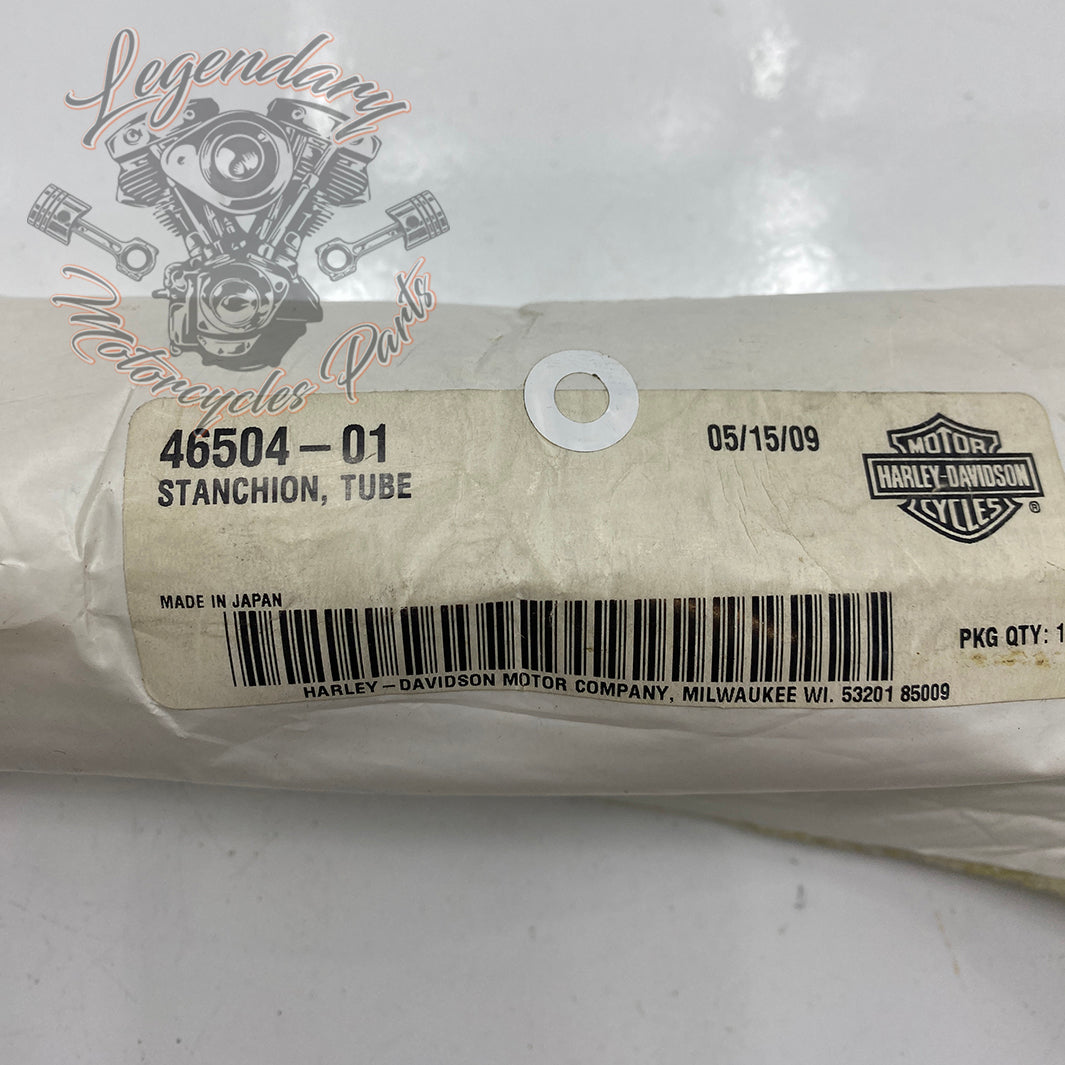 Legendary
Motorcycles Parts
46504-01
STANCHION, TUBE
05/15/09
MOTOR
HARLEY-DAVIDSON
CYCLES
®
MADE IN JAPAN
PKG QTY: 1
HARLEY-DAVIDSON MOTOR COMPANY, MILWAUKEE WI. 53201 85009